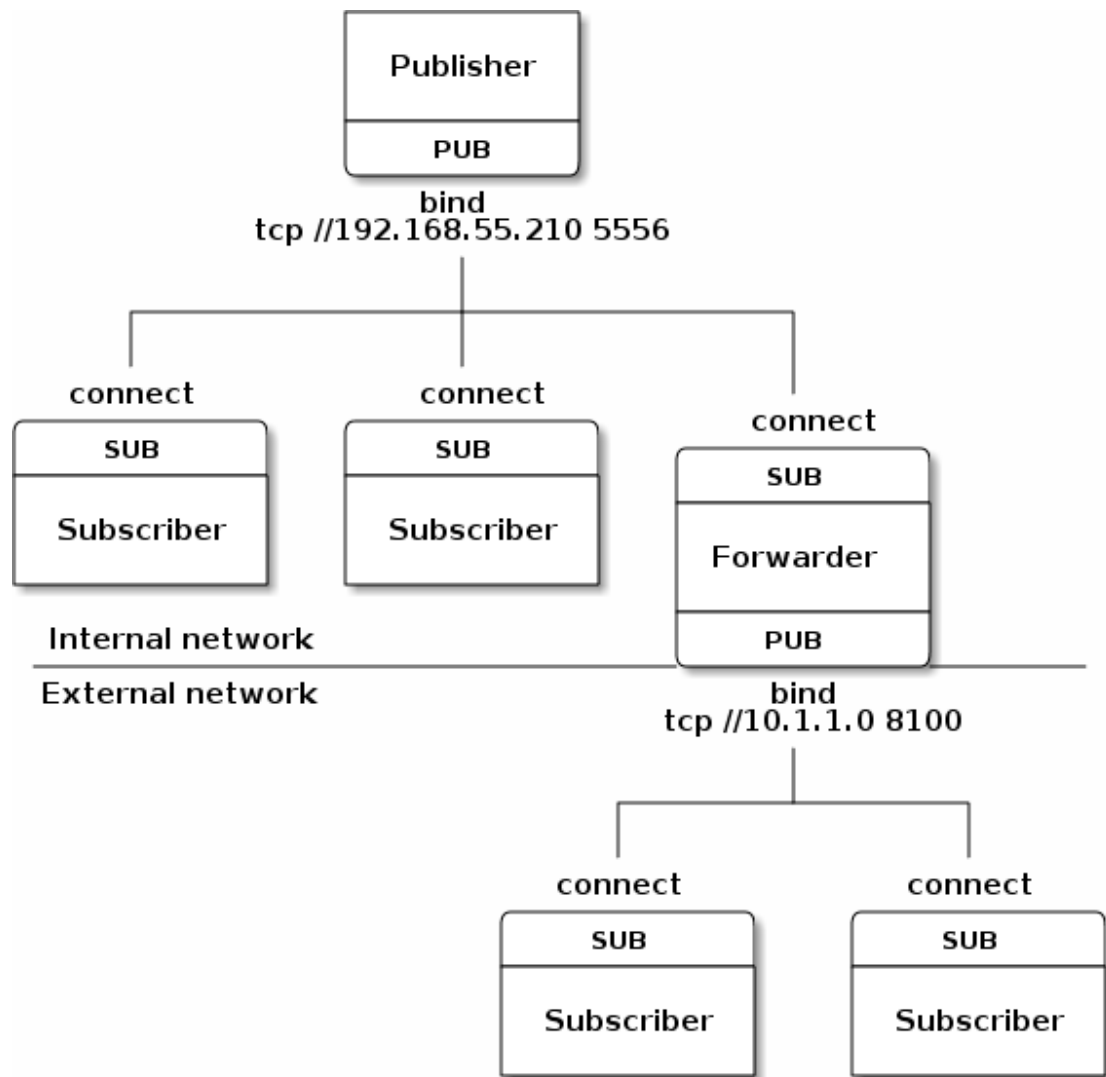 Publisher
PUB
bind
tcp //192.168.55.210 5556
connect
connect
connect
SUB
SUB
SUB
Subscriber
Subscriber
Forwarder
Internal network
PUB
External network
bind
tcp //10.1.1.0 8100
connect
connect
SUB
SUB
Subscriber
Subscriber